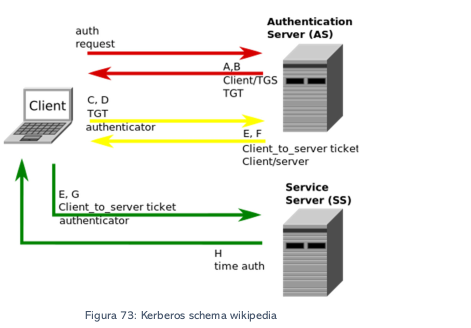 auth
request
Authentication
Server (AS)
A,B
Client/TGS
TGT
Client
C, D
TGT
authenticator
E, F
Client_to_server ticket
Client/server
Service
Server (SS)
E, G
Client_to_server ticket
authenticator
H
time auth
Figura 73: Kerberos schema wikipedia